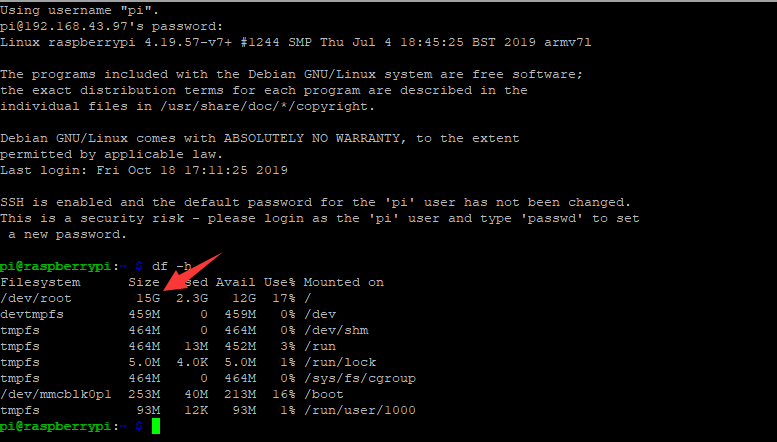 Using username "pi".
pi@192.168.43.97's password:
Linux raspberrypi 4.19.57-v7+ #1244 SMP Thu Jul 4 18:45:25 BST 2019 armv7l
The programs included with the Debian GNU/Linux system are free software;
the exact distribution terms for each program are described in the
individual files in /usr/share/doc/*/copyright.
Debian GNU/Linux comes with ABSOLUTELY NO WARRANTY, to the extent
permitted by applicable law.
Last login: Fri Oct 18 17:11:25 2019
SSH is enabled and the default password for the 'pi' user has not been changed.
This is a security risk - please login as the 'pi' user and type 'passwd' to set
a new password.
pi@raspberrypi:~ $ df -h
Filesystem Size Used Avail Use% Mounted on
/dev/root 15G 2.3G 12G 17% /
devtmpfs 459M 0 459M 0% /dev
tmpfs 464M 0 464M 0% /dev/shm
tmpfs 464M 13M 452M 3% /run
tmpfs 5.0M 4.0K 5.0M 1% /run/lock
tmpfs 464M 0 464M 0% /sys/fs/cgroup
/dev/mmcblk0p1 253M 40M 213M 16% /boot
tmpfs 93M 12K 93M 1% /run/user/1000
pi@raspberrypi:~ $